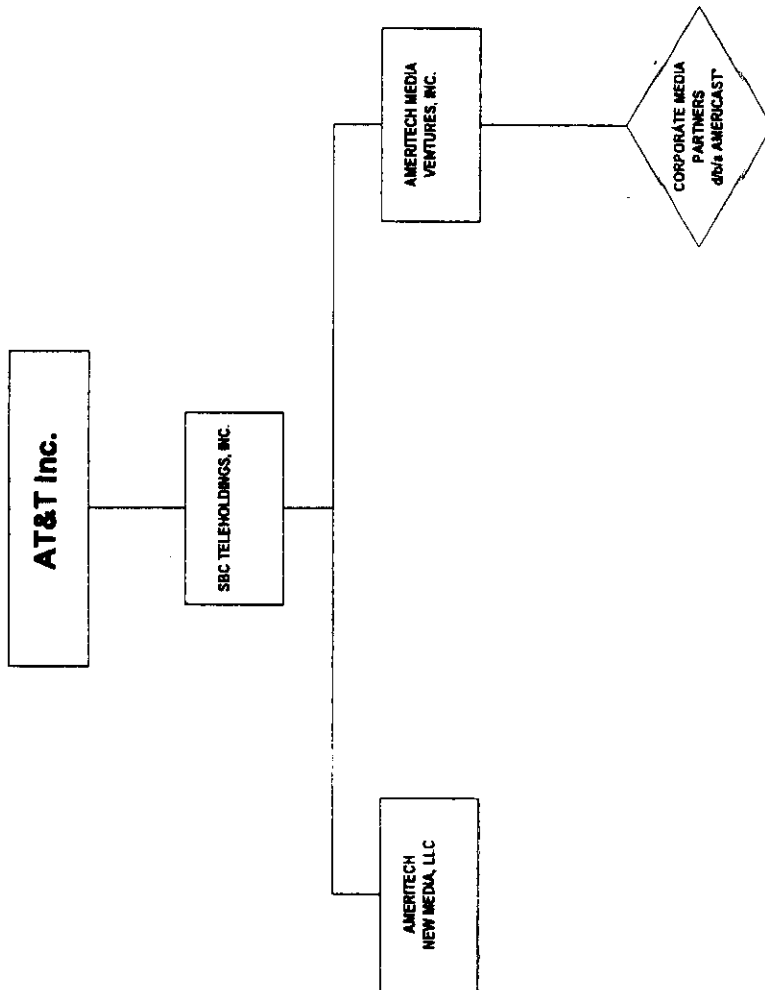 AT&T Inc.
SBC TELEHOLDINGS, INC.
AMERITECH
NEW MEDIA, LLC
AMERITECH MEDIA
VENTURES, INC.
CORPORATE MEDIA
PARTNERS
d/b/a AMERICAST*